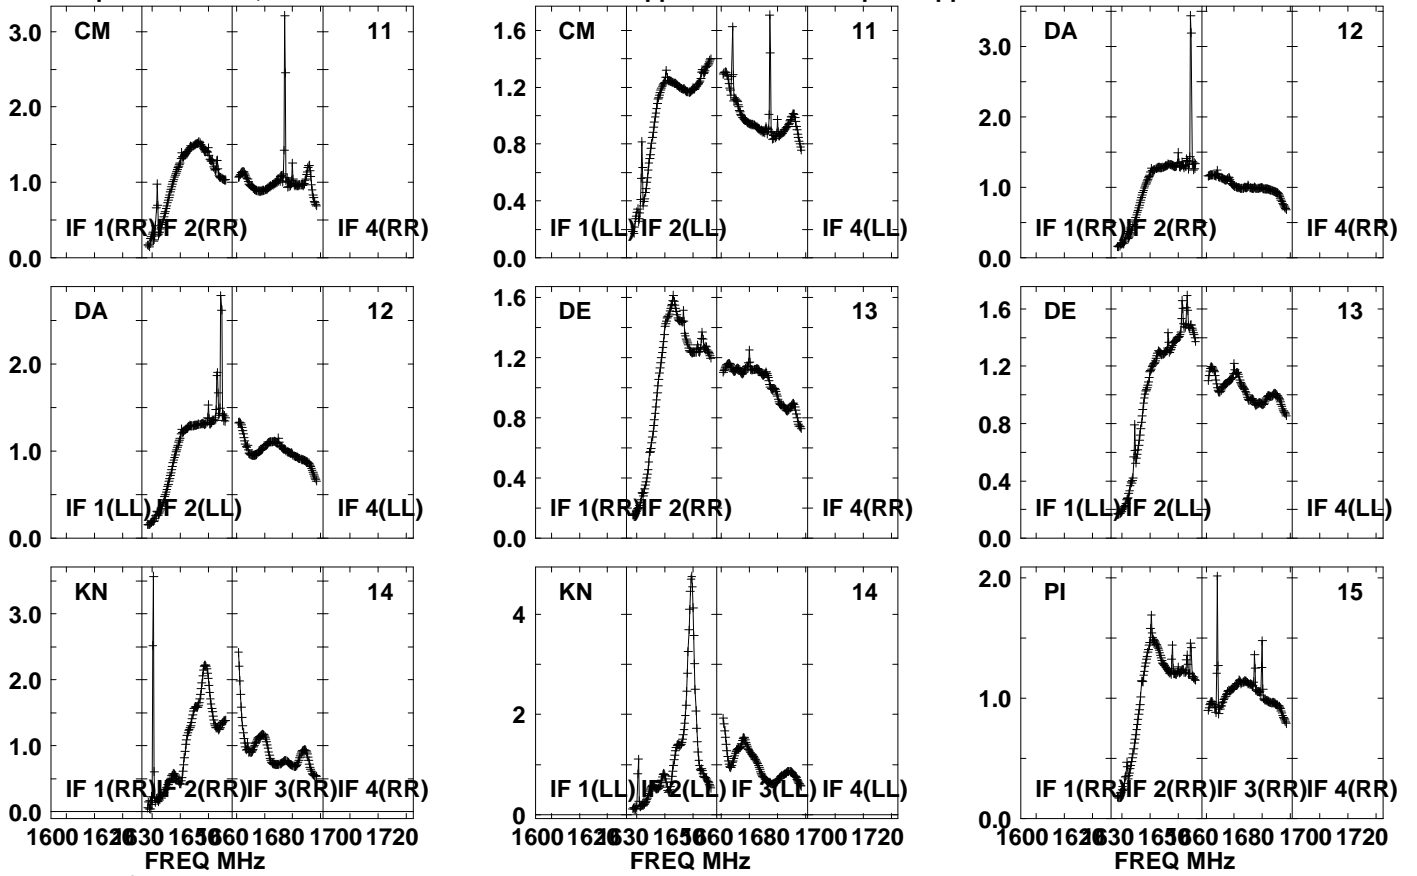 CM 11 CM 11 DA 12
3.0 1.6 3.0
2.0 1.2 2.0
1.0 0.8 1.0
0.0 0.4 0.0
0.0
IF 1(RR) IF 2(RR) IF 4(RR) IF 1(LL) IF 2(LL) IF 4(LL) IF 1(RR) IF 2(RR) IF 4(RR)
DA 12 DE 13 DE 13
2.0 1.6 1.6
1.0 1.2 1.2
0.0 0.8 0.8
0.4 0.4
0.0 0.0
IF 1(LL) IF 2(LL) IF 4(LL) IF 1(RR) IF 2(RR) IF 4(RR) IF 1(LL) IF 2(LL) IF 4(LL)
KN 14 KN 14 PI 15
3.0 4 2.0
2.0 2 1.0
1.0 0 0.0
0.0
IF 1(RR) IF 2(RR) IF 3(RR) IF 4(RR) IF 1(LL) IF 2(LL) IF 3(LL) IF 4(LL) IF 1(RR) IF 2(RR) IF 3(RR) IF 4(RR)
1600 1620 1630 1650 1660 1680 1700 1720 1600 1620 1630 1650 1660 1680 1700 1720 1600 1620 1630 1650 1660 1680 1700 1720
FREQ MHz FREQ MHz FREQ MHz